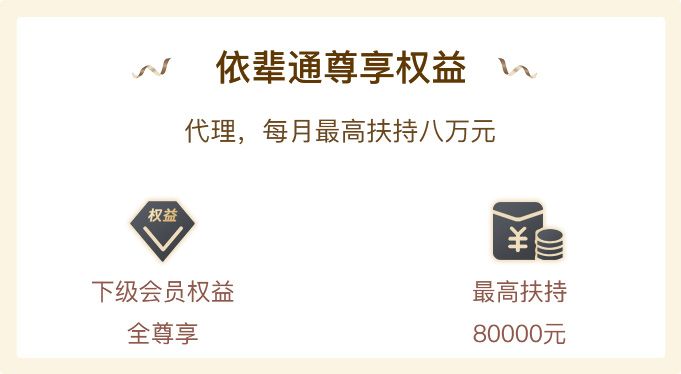 依辈通尊享权益
代理，每月最高扶持八万元
权益
¥
下级会员权益
最高扶持
全尊享
80000元